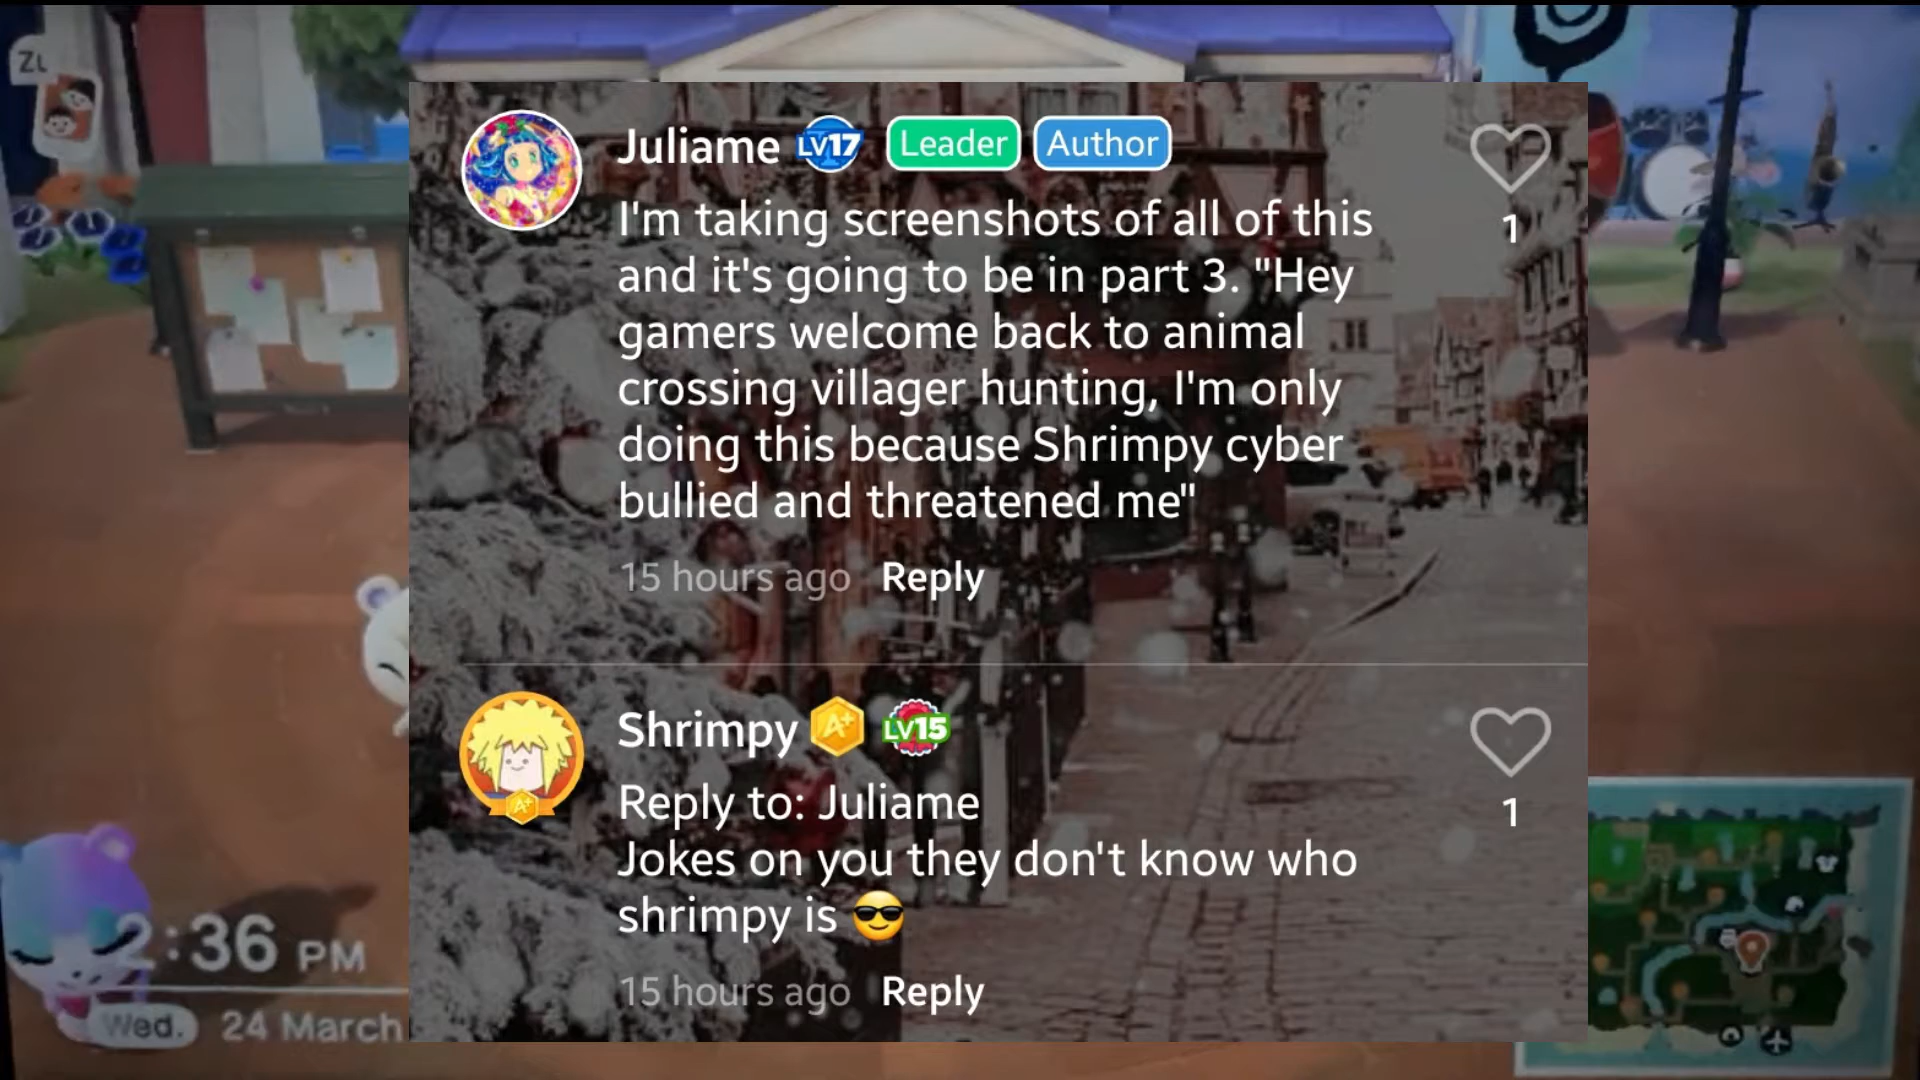 Juliame LV17 Leader Author
I'm taking screenshots of all of this
and it's going to be in part 3. "Hey
gamers welcome back to animal
crossing villager hunting, I'm only
doing this because Shrimpy cyber
bullied and threatened me"
1
15 hours ago Reply
Shrimpy A+ LV15
A+
Reply to: Juliame
Jokes on you they don't know who
shrimpy is 😎
1
15 hours ago Reply
2:36 PM
Wed. 24 March